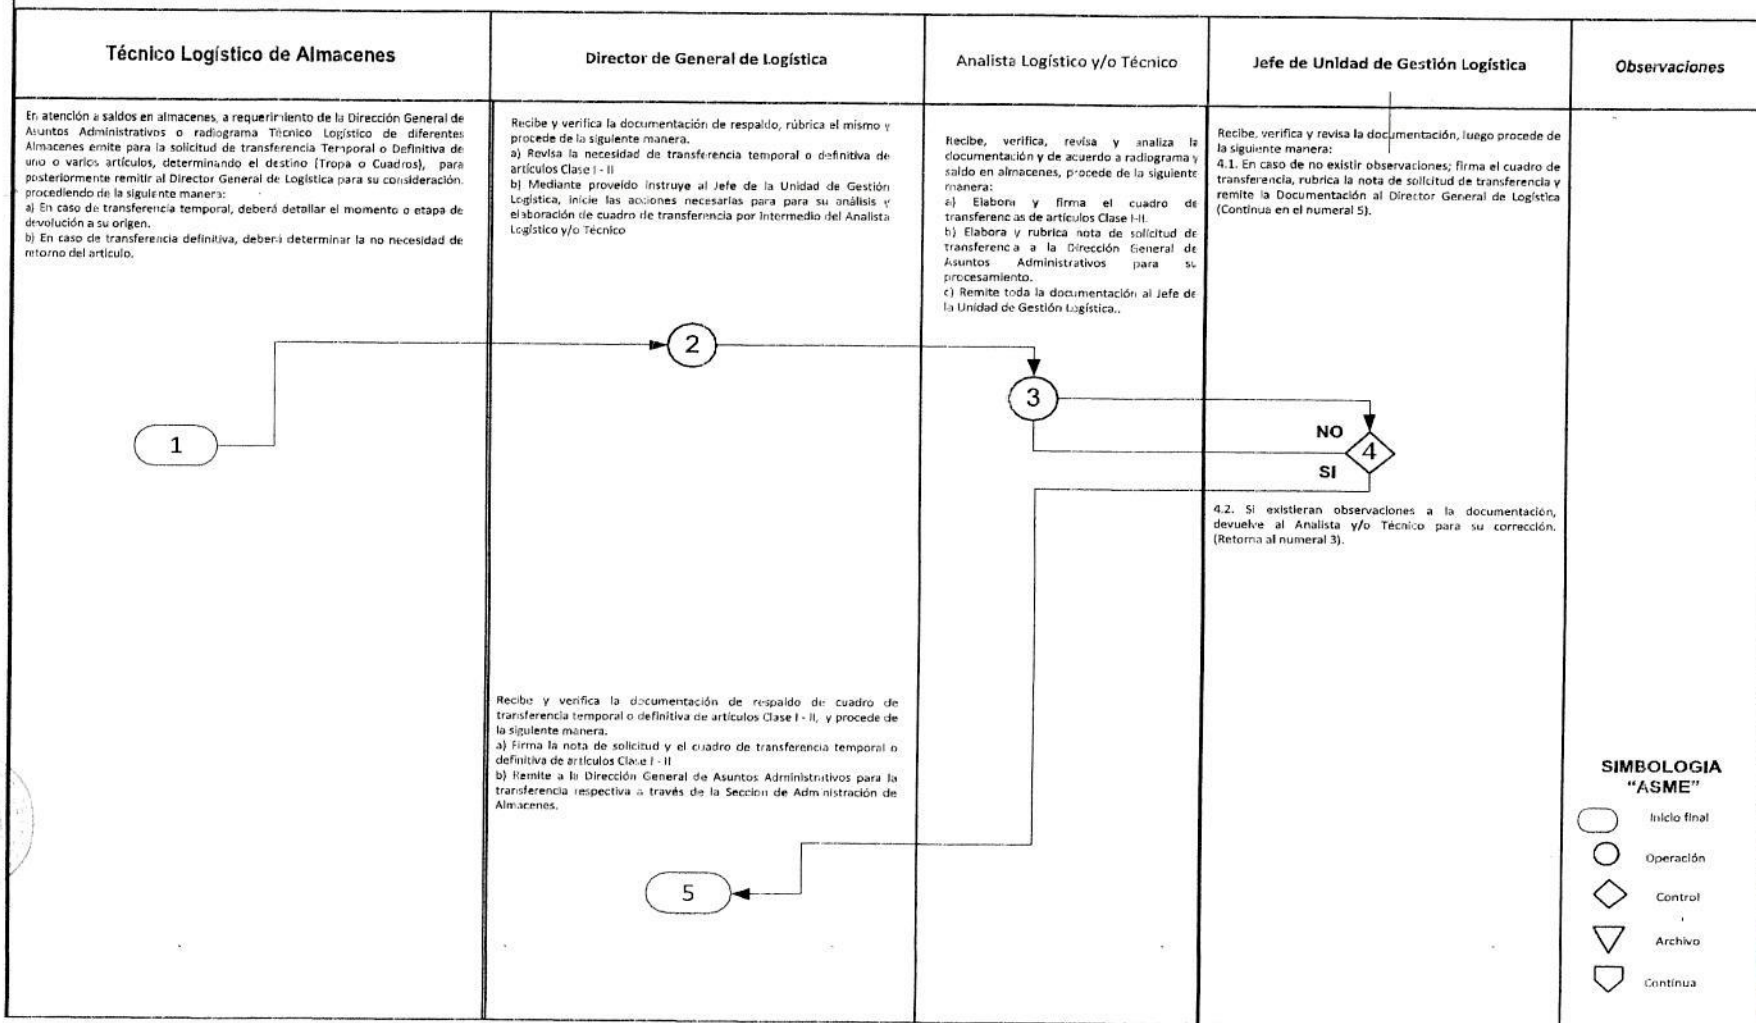 Técnico Logístico de Almacenes
Director de General de Logística
Analista Logístico y/o Técnico
Jefe de Unidad de Gestión Logística
Observaciones
En atención a saldos en almacenes, a requerimiento de la Dirección General de
Asuntos Administrativos o radiograma Técnico Logístico de diferentes
Almacenes emite para la solicitud de transferencia Temporal o Definitiva de
uno o varios artículos, determinando el destino (Tropa o Cuadros), para
posteriormente remitir al Director General de Logística para su consideración.
procediendo de la siguiente manera:
a) En caso de transferencia temporal, deberá detallar el momento o etapa de
devolución a su origen.
b) En caso de transferencia definitiva, deberá determinar la no necesidad de
retorno del artículo.
Recibe y verifica la documentación de respaldo, rúbrica el mismo y
procede de la siguiente manera.
a) Revisa la necesidad de transferencia temporal o definitiva de
artículos Clase I - II
b) Mediante proveído instruye al Jefe de la Unidad de Gestión
Logística, inicie las acciones necesarias para para su análisis y
elaboración de cuadro de transferencia por Intermedio del Analista
Logístico y/o Técnico
Recibe, verifica, revisa y analiza la
documentación y de acuerdo a radiograma y
saldo en almacenes, procede de la siguiente
manera:
a) Elabora y firma el cuadro de
transferencias de artículos Clase I-II.
b) Elabora y rubrica nota de solicitud de
transferencia a la Dirección General de
Asuntos Administrativos para su
procesamiento.
c) Remite toda la documentación al Jefe de
la Unidad de Gestión Logística..
Recibe, verifica y revisa la documentación, luego procede de
la siguiente manera:
4.1. En caso de no existir observaciones; firma el cuadro de
transferencia, rubrica la nota de solicitud de transferencia y
remite la Documentación al Director General de Logística
(Continua en el numeral 5).
2
3
1
NO
4
SI
4.2. Si existieran observaciones a la documentación,
devuelve al Analista y/o Técnico para su corrección.
(Retorna al numeral 3).
Recibe y verifica la documentación de respaldo de cuadro de
transferencia temporal o definitiva de artículos Clase I - II, y procede de
la siguiente manera.
a) Firma la nota de solicitud y el cuadro de transferencia temporal o
definitiva de artículos Clase I - II
b) Remite a la Dirección General de Asuntos Administrativos para la
transferencia respectiva a través de la Seccion de Administración de
Almacenes.
5
SIMBOLOGIA
"ASME"
Inicio final
Operación
Control
Archivo
Continua